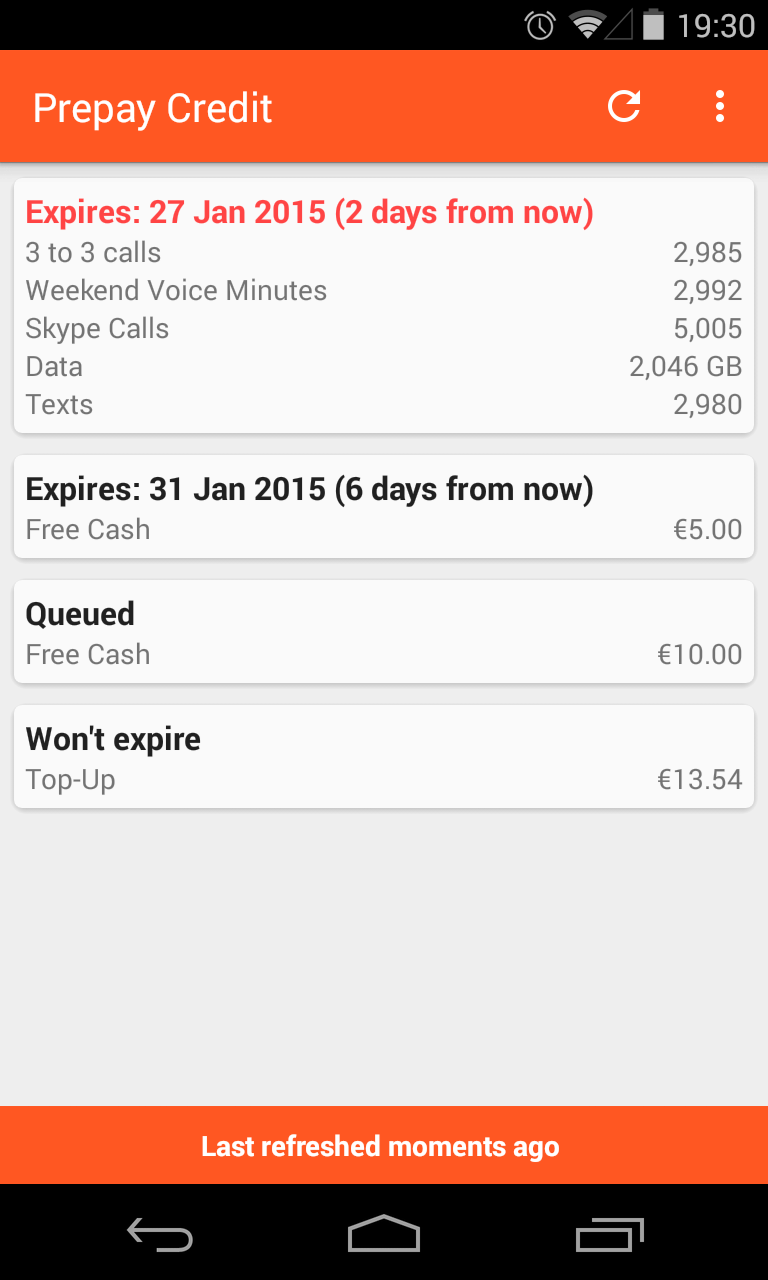 19:30
Prepay Credit
Expires: 27 Jan 2015 (2 days from now)
3 to 3 calls 2,985
Weekend Voice Minutes 2,992
Skype Calls 5,005
Data 2,046 GB
Texts 2,980
Expires: 31 Jan 2015 (6 days from now)
Free Cash €5.00
Queued
Free Cash €10.00
Won't expire
Top-Up €13.54
Last refreshed moments ago